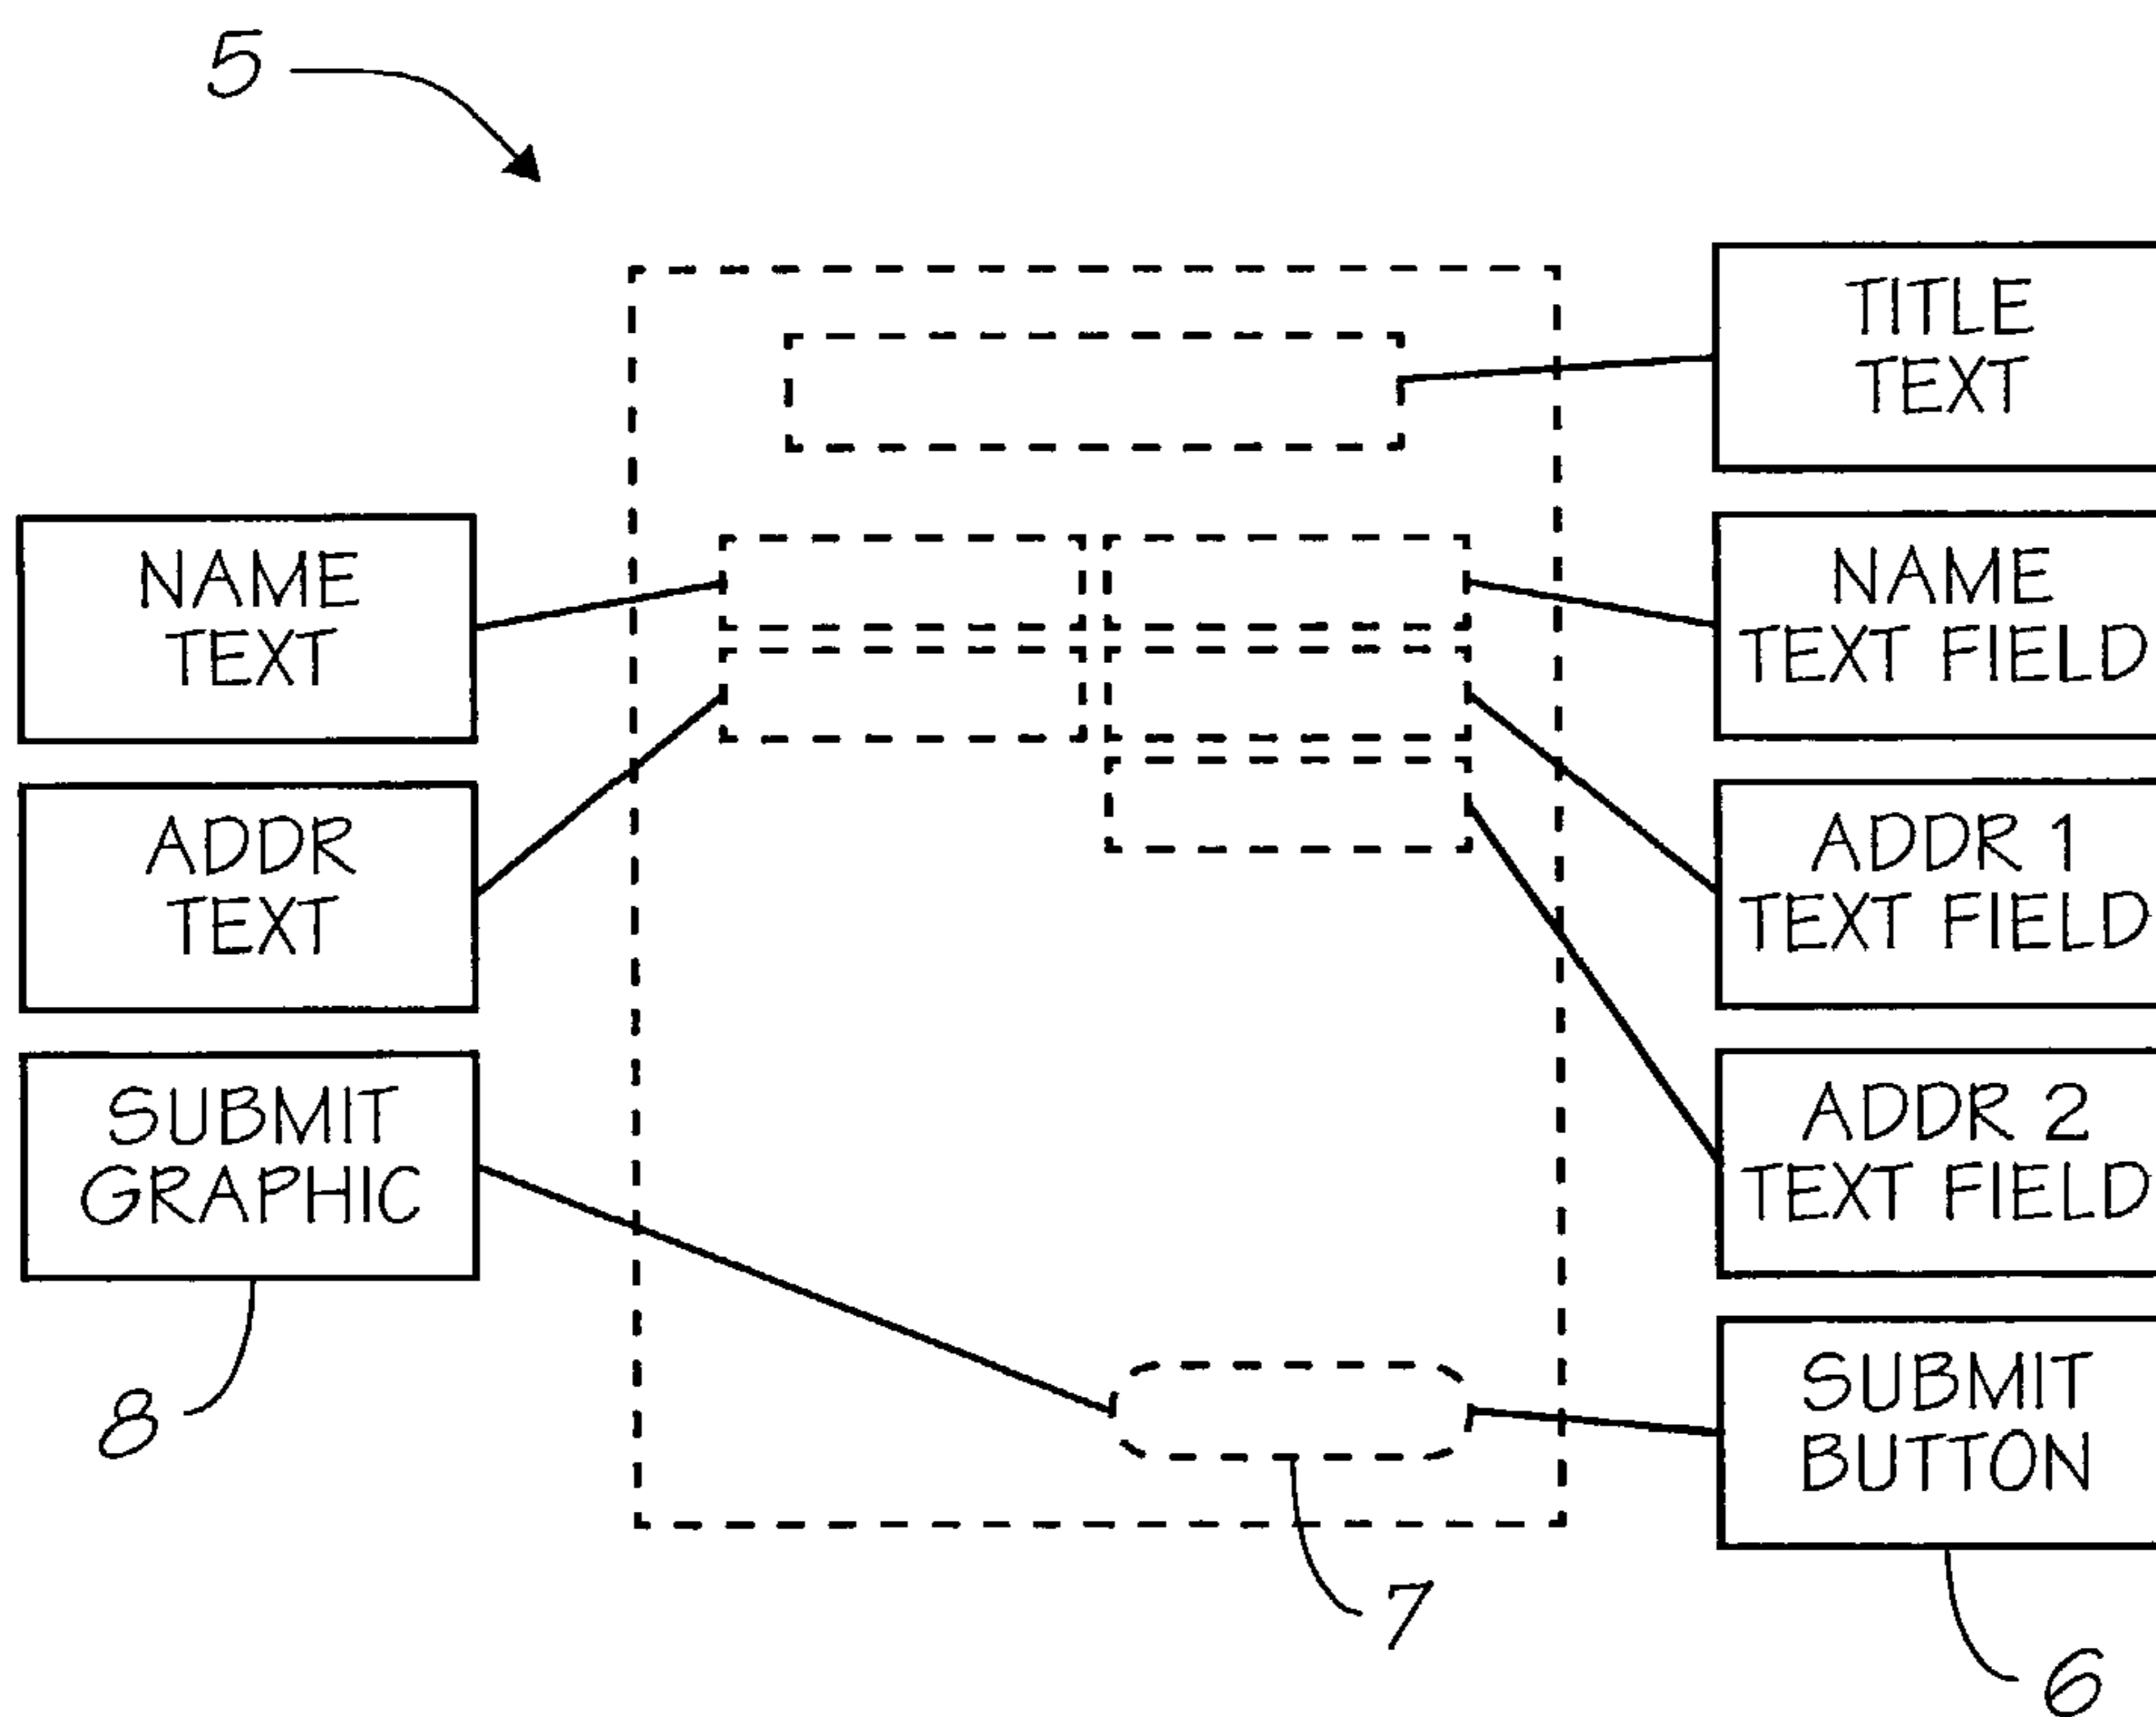 5
TITLE
TEXT
NAME
TEXT
NAME
TEXT FIELD
ADDR
TEXT
ADDR 1
TEXT FIELD
SUBMIT
GRAPHIC
ADDR 2
TEXT FIELD
SUBMIT
BUTTON
8
7
6